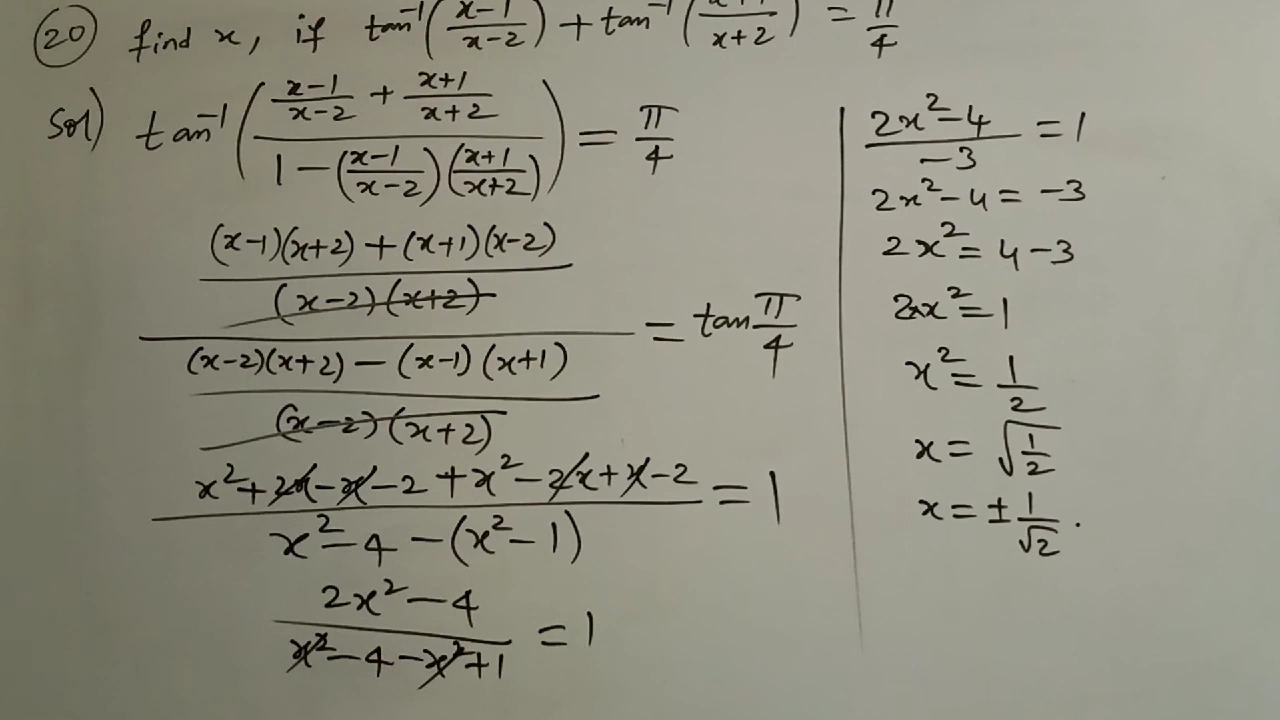 (20) find x, if tan⁻¹((x-1)/(x-2)) + tan⁻¹((x+1)/(x+2)) = π/4
Sol) tan⁻¹(((x-1)/(x-2) + (x+1)/(x+2))/(1-((x-1)/(x-2))((x+1)/(x+2)))) = π/4
(((x-1)(x+2) + (x+1)(x-2))/((x-2)(x+2)))/(((x-2)(x+2) - (x-1)(x+1))/((x-2)(x+2))) = tan π/4
(x²+2x-x-2+x²-2x+x-2)/(x²-4-(x²-1)) = 1
(2x²-4)/(x²-4-x²+1) = 1
(2x²-4)/-3 = 1
2x²-4 = -3
2x² = 4-3
2x² = 1
x² = 1/2
x = √(1/2)
x = ± 1/√2.